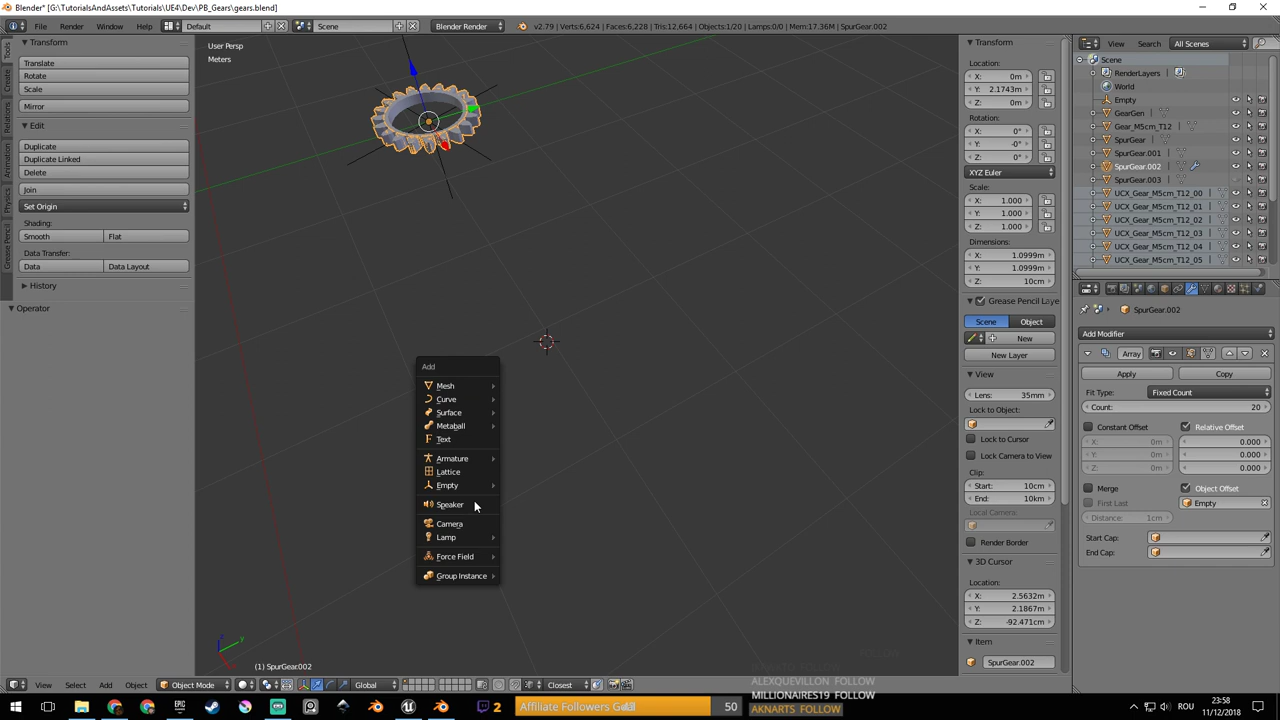 Blender* [G:\TutorialsAndAssets\Tutorials\UE4\Dev\PB_Gears\gears.blend]
File
Render
Window
Help
Default
Scene
Blender Render
v2.79 | Verts:6,624 | Faces:6,228 | Tris:12,664 | Objects:1/20 | Lamps:0/0 | Mem:17.36M | SpurGear.002
Tools
Create
Relations
Animation
Physics
Grease Pencil
Transform
Translate
Rotate
Scale
Mirror
Edit
Duplicate
Duplicate Linked
Delete
Join
Set Origin
Shading:
Smooth
Flat
Data Transfer:
Data
Data Layout
History
Operator
User Persp
Meters
Add
Mesh
Curve
Surface
Metaball
Text
Armature
Lattice
Empty
Speaker
Camera
Lamp
Force Field
Group Instance
(1) SpurGear.002
Transform
Location:
X: 0m
Y: 2.1743m
Z: 0m
Rotation:
X: 0°
Y: -0°
Z: 0°
XYZ Euler
Scale:
X: 1.000
Y: 1.000
Z: 1.000
Dimensions:
X: 1.0999m
Y: 1.0999m
Z: 10cm
Grease Pencil Laye
Scene
Object
New
New Layer
View
Lens: 35mm
Lock to Object:
Lock to Cursor
Lock Camera to View
Clip:
Start: 10cm
End: 10km
Local Camera:
Render Border
3D Cursor
Location:
X: 2.5632m
Y: 2.1867m
Z: -92.471cm
Item
SpurGear.002
View
Search
All Scenes
Scene
RenderLayers
World
Empty
GearGen
Gear_M5cm_T12
SpurGear
SpurGear.001
SpurGear.002
SpurGear.003
UCX_Gear_M5cm_T12_00
UCX_Gear_M5cm_T12_01
UCX_Gear_M5cm_T12_02
UCX_Gear_M5cm_T12_03
UCX_Gear_M5cm_T12_04
UCX_Gear_M5cm_T12_05
SpurGear.002
Add Modifier
Array
Apply
Copy
Fit Type:
Fixed Count
Count: 20
Constant Offset
Relative Offset
X: 0m
0.000
Y: 0m
0.000
Z: 0m
0.000
Merge
Object Offset
First Last
Empty
Distance: 1cm
Start Cap:
End Cap:
View
Select
Add
Object
Object Mode
Global
Closest
FOLLOW
ALEXQUEVILLON FOLLOW
MILLIONAIRES19 FOLLOW
AKNARTS FOLLOW
2
Affiliate Followers Goal
50
ROU
23:58
11/12/2018